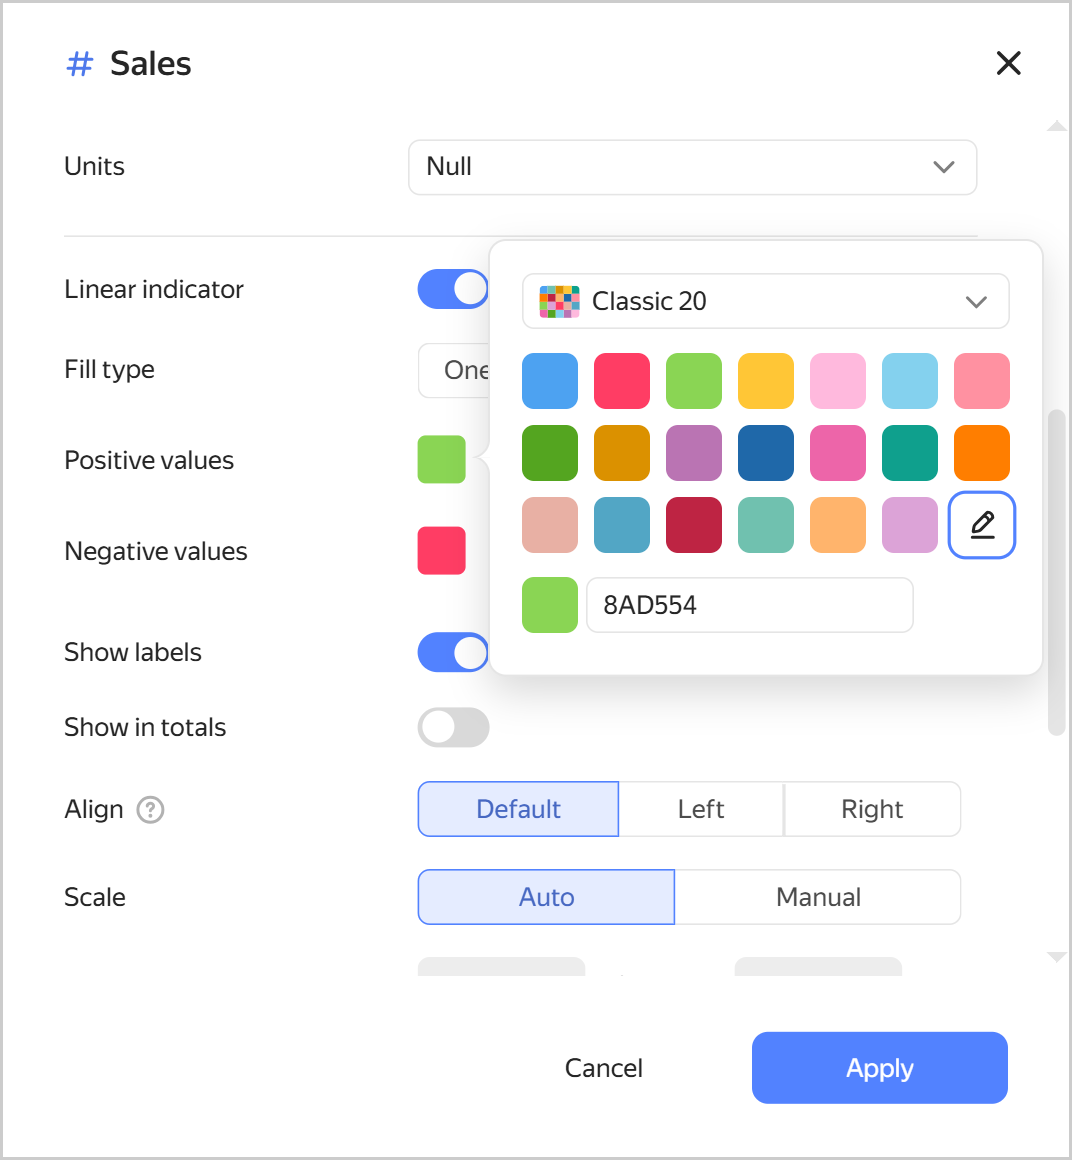 # Sales
Units
Null
Linear indicator
Classic 20
Fill type
One
Positive values
Negative values
8AD554
Show labels
Show in totals
Align ?
Default
Left
Right
Scale
Auto
Manual
Cancel
Apply